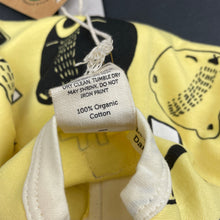 DRY CLEAN, TUMBLE DRY
MAY SHRINK, DO NOT
IRON PRINT
100% Organic
Cotton